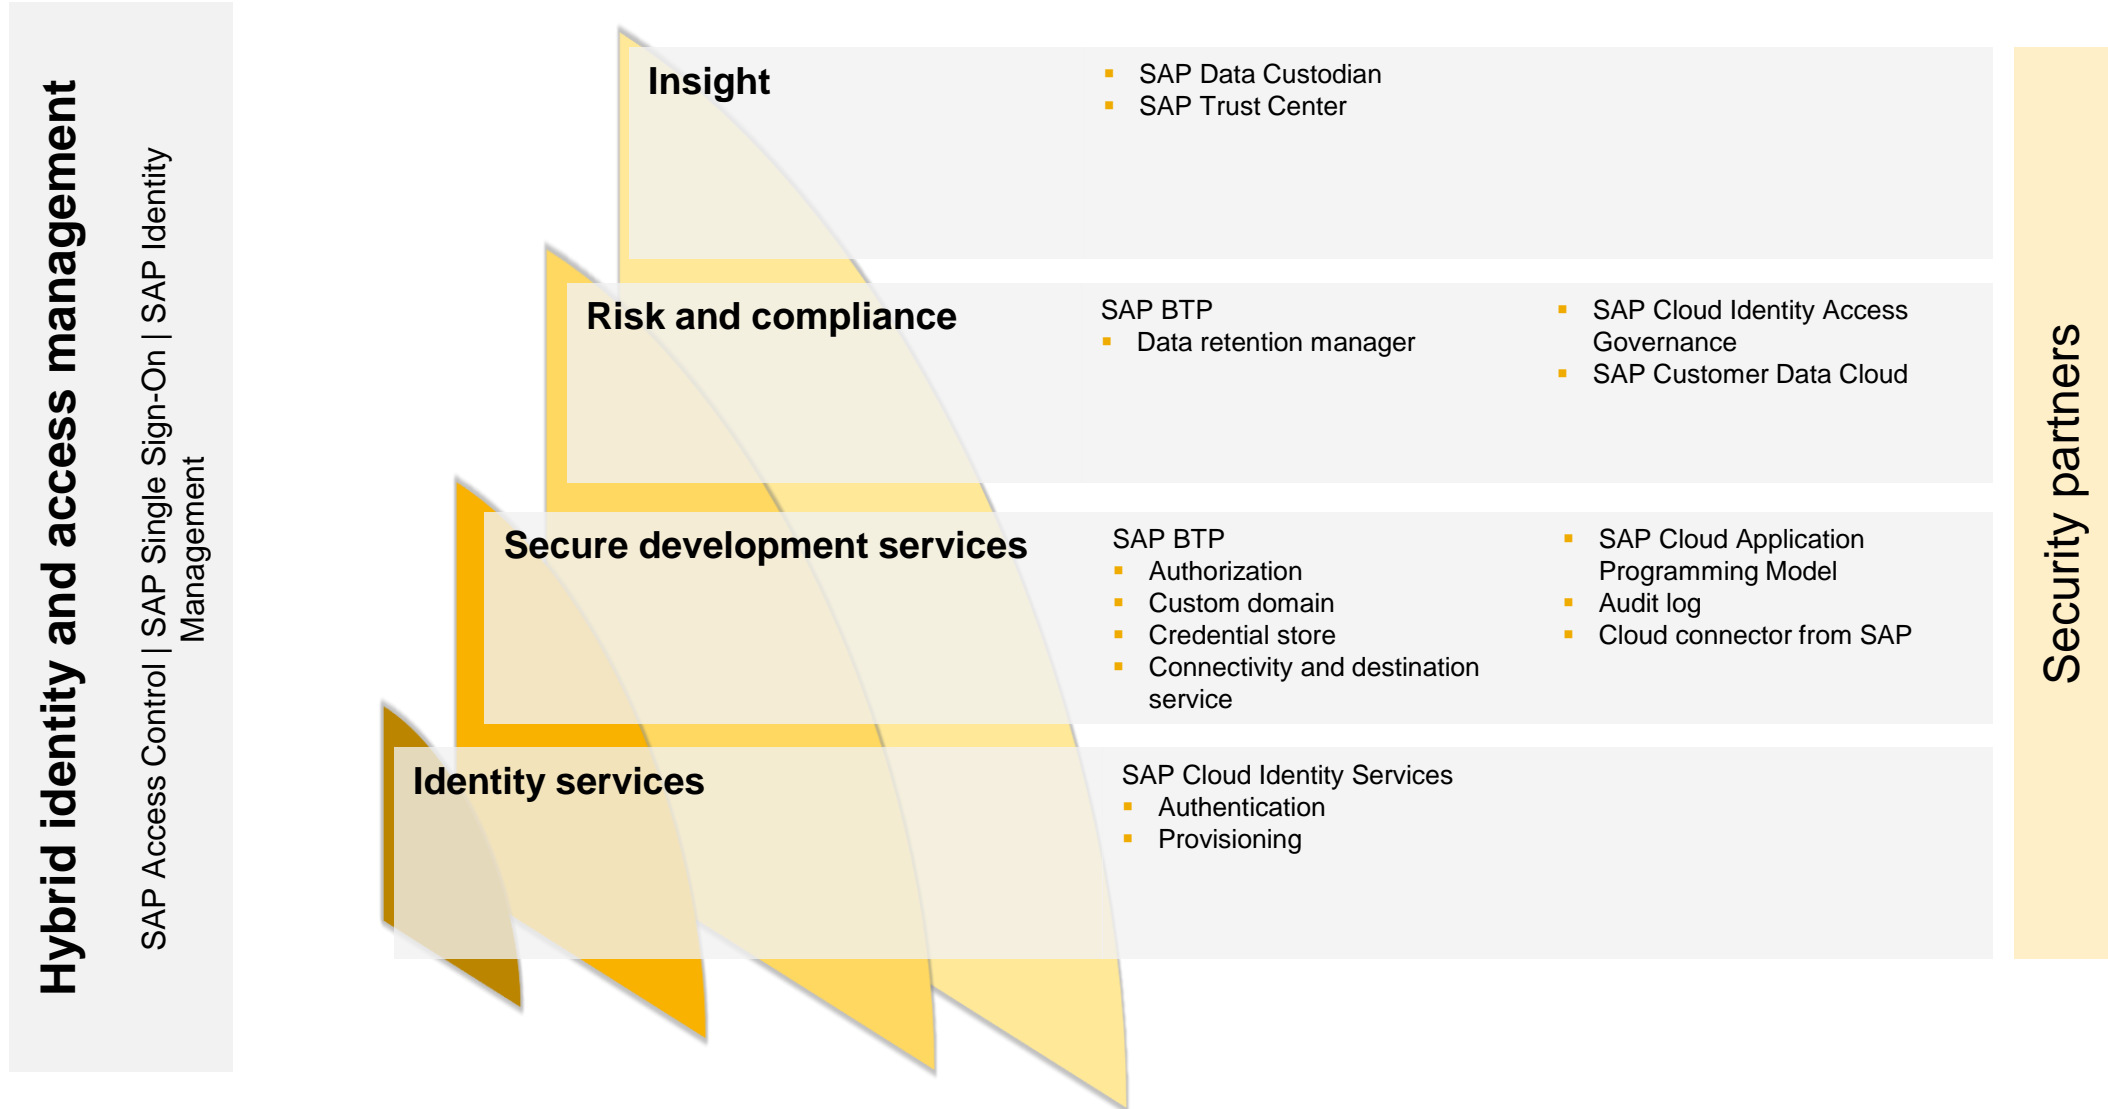 Hybrid identity and access management
SAP Access Control | SAP Single Sign-On | SAP Identity
Management
Insight
SAP Data Custodian
SAP Trust Center
Risk and compliance
SAP BTP
Data retention manager
SAP Cloud Identity Access
Governance
SAP Customer Data Cloud
Secure development services
SAP BTP
Authorization
Custom domain
Credential store
Connectivity and destination
service
SAP Cloud Application
Programming Model
Audit log
Cloud connector from SAP
Identity services
SAP Cloud Identity Services
Authentication
Provisioning
Security partners